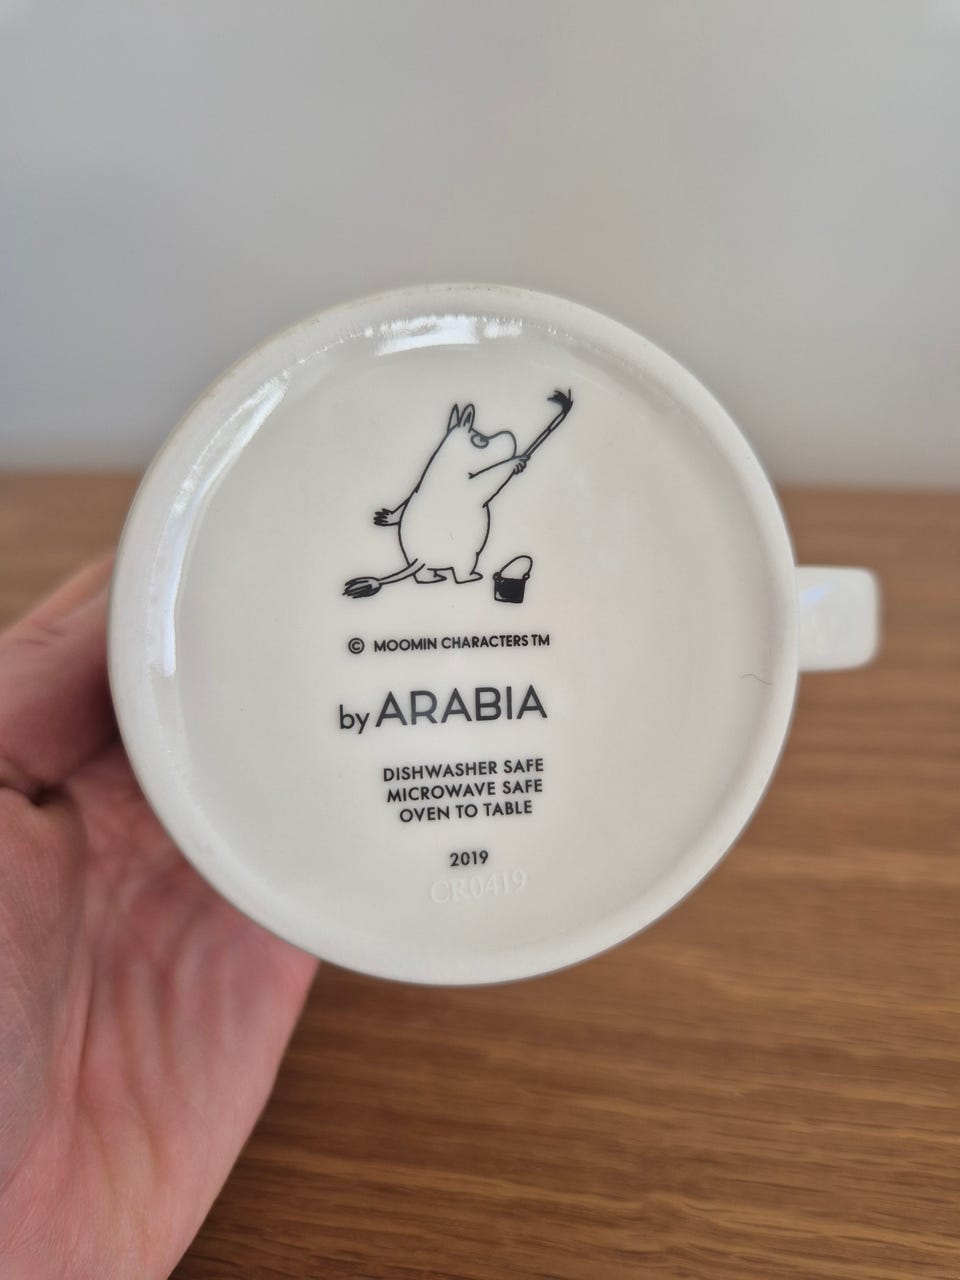 © MOOMIN CHARACTERS TM
by ARABIA
DISHWASHER SAFE
MICROWAVE SAFE
OVEN TO TABLE
2019
CR0419